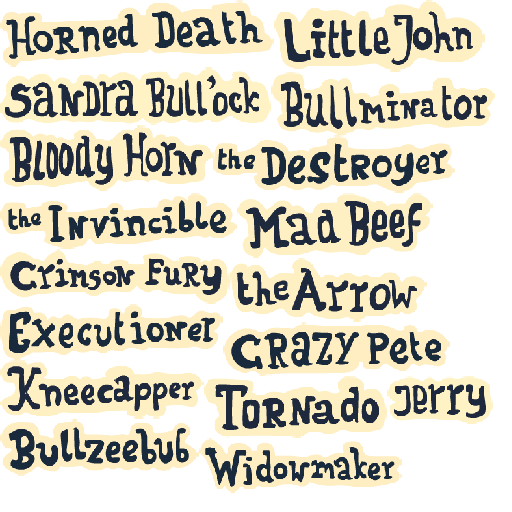 Horned Death
Little John
Sandra Bull'ock
Bullminator
Bloody Horn
the Destroyer
the Invincible
Mad Beef
Crimson Fury
the Arrow
Executioner
Crazy Pete
Kneecapper
Tornado
Jerry
Bullzeebub
Widowmaker